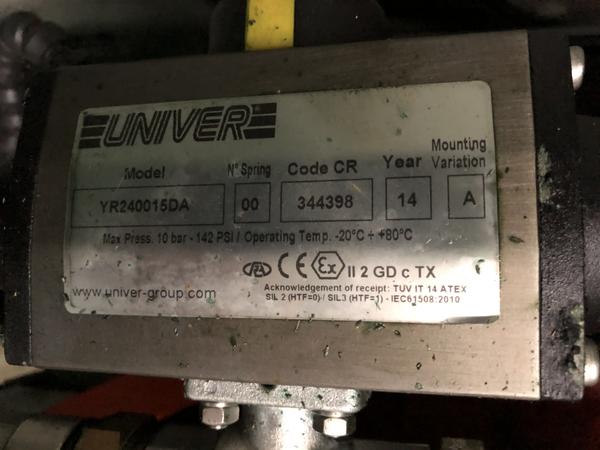 UNIVER®
Model N° Spring Code CR Year Mounting Variation
YR240015DA 00 344398 14 A
Max Press. 10 bar - 142 PSI / Operating Temp. -20°C ÷ +80°C
CE Ex II 2 GD c TX
www.univer-group.com
Acknowledgement of receipt: TUV IT 14 ATEX
SIL 2 (HTF=0) / SIL3 (HTF=1) - IEC61508:2010